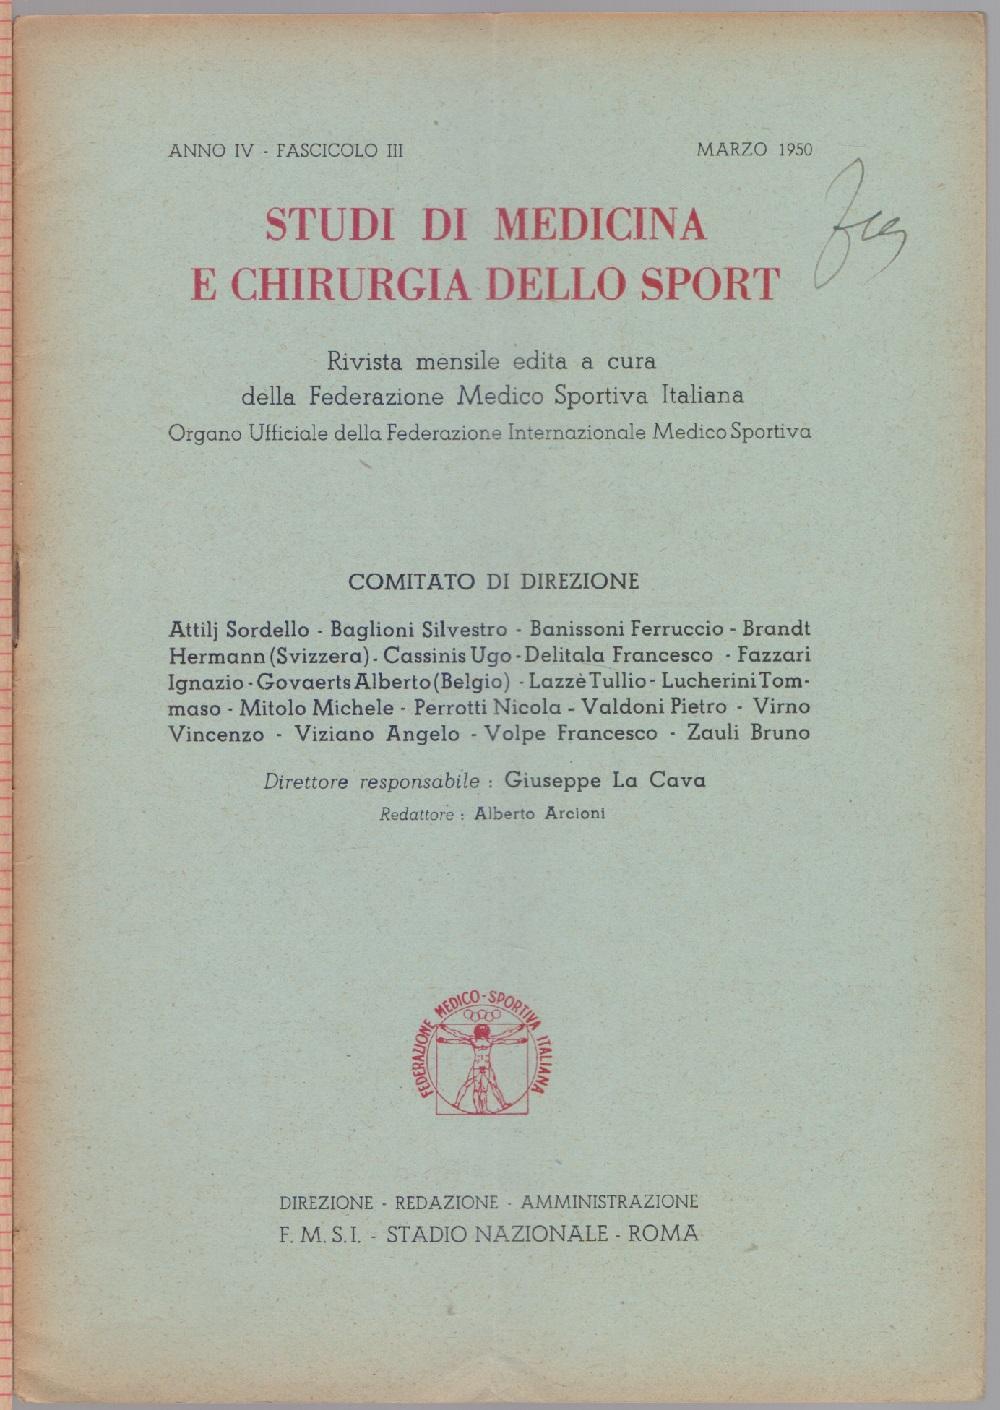 ANNO IV - FASCICOLO III
MARZO 1950
STUDI DI MEDICINA
E CHIRURGIA DELLO SPORT
Rivista mensile edita a cura
della Federazione Medico Sportiva Italiana
Organo Ufficiale della Federazione Internazionale Medico Sportiva
COMITATO DI DIREZIONE
Attilj Sordello - Baglioni Silvestro - Banissoni Ferruccio - Brandt
Hermann (Svizzera). Cassinis Ugo - Delitala Francesco - Fazzari
Ignazio - Govaerts Alberto (Belgio) - Lazzè Tullio - Lucherini Tom-
maso - Mitolo Michele - Perrotti Nicola - Valdoni Pietro - Virno
Vincenzo - Viziano Angelo - Volpe Francesco - Zauli Bruno
Direttore responsabile : Giuseppe La Cava
Redattore : Alberto Arcioni
FEDERAZIONE MEDICO-SPORTIVA ITALIANA
DIREZIONE - REDAZIONE - AMMINISTRAZIONE
F. M. S. I. - STADIO NAZIONALE - ROMA